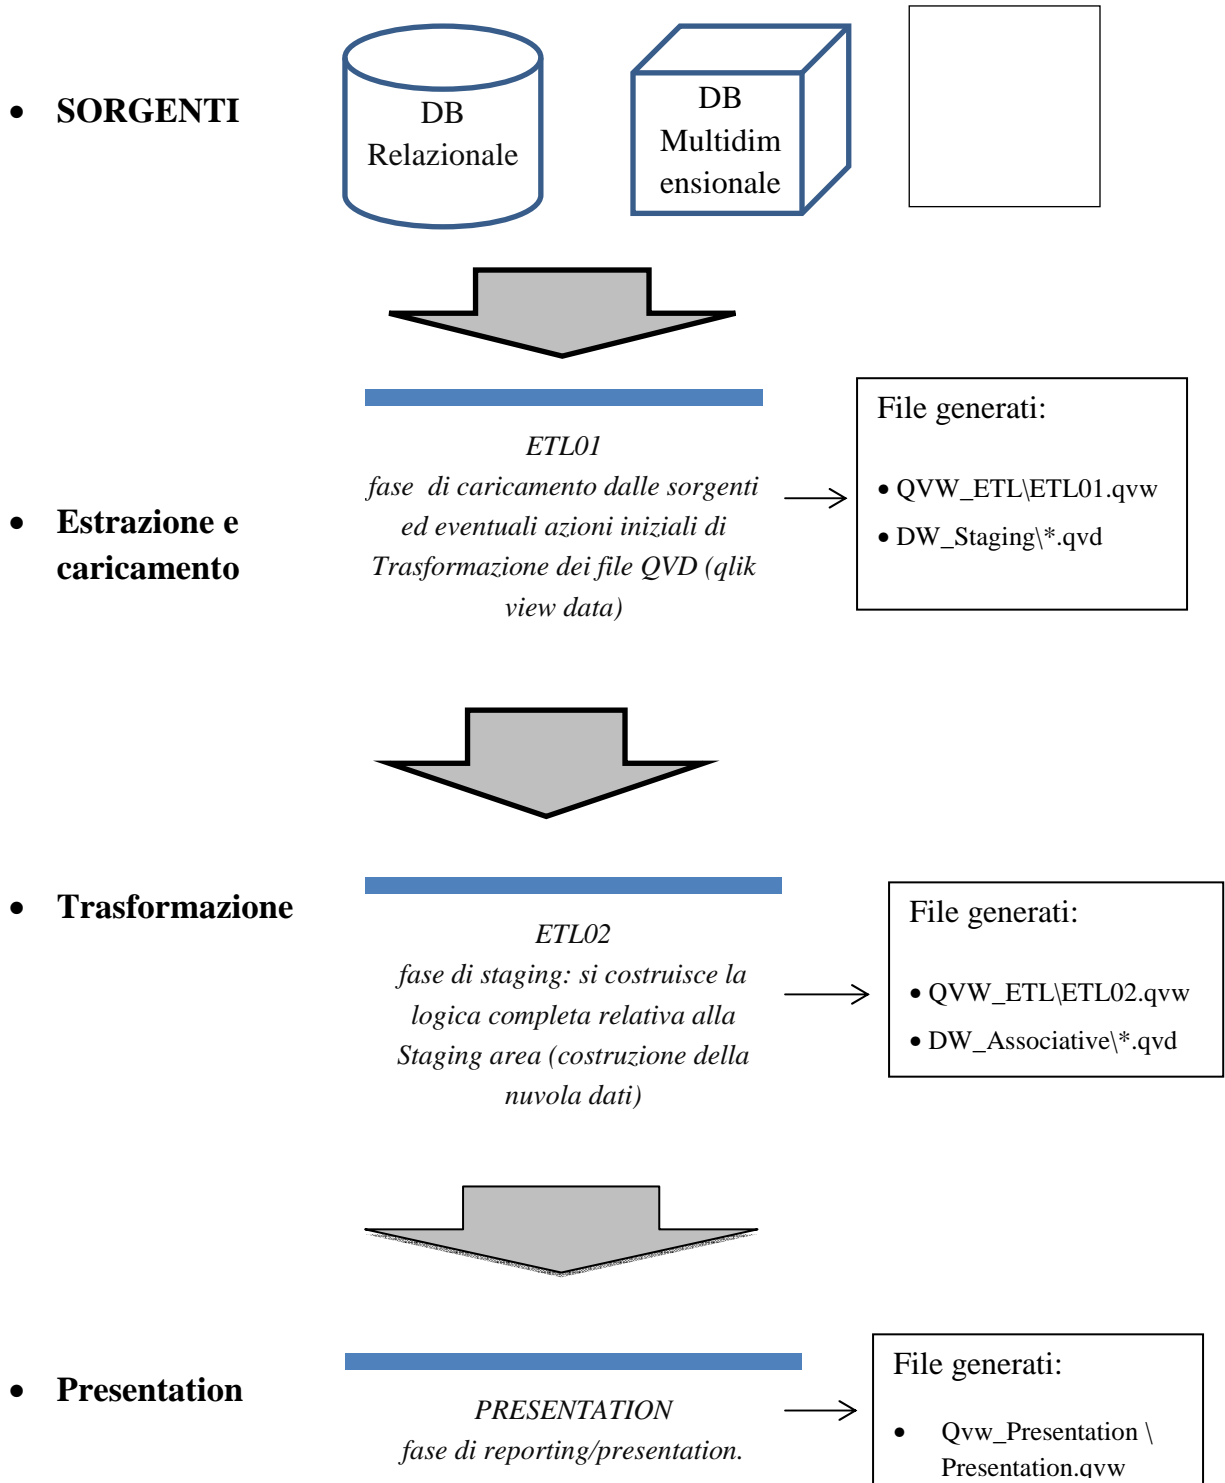 • SORGENTI
DB
Relazionale
DB
Multidim
ensionale
• Estrazione e
caricamento
ETL01
fase di caricamento dalle sorgenti
ed eventuali azioni iniziali di
Trasformazione dei file QVD (qlik
view data)
File generati:
• QVW_ETL\ETL01.qvw
• DW_Staging\*.qvd
• Trasformazione
ETL02
fase di staging: si costruisce la
logica completa relativa alla
Staging area (costruzione della
nuvola dati)
File generati:
• QVW_ETL\ETL02.qvw
• DW_Associative\*.qvd
• Presentation
PRESENTATION
fase di reporting/presentation.
File generati:
• Qvw_Presentation \
Presentation.qvw